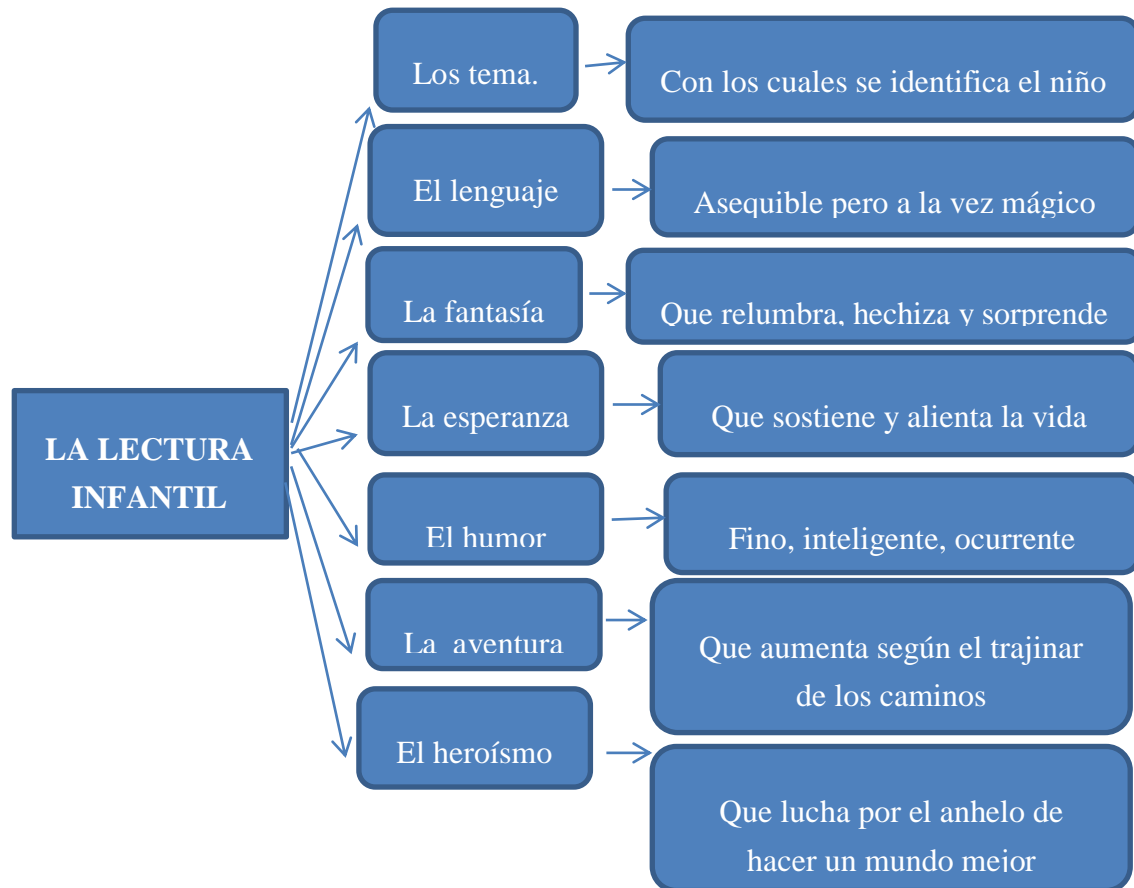 Los tema.
Con los cuales se identifica el niño
El lenguaje
Asequible pero a la vez mágico
La fantasía
Que relumbra, hechiza y sorprende
LA LECTURA
INFANTIL
La esperanza
Que sostiene y alienta la vida
El humor
Fino, inteligente, ocurrente
La aventura
Que aumenta según el trajinar
de los caminos
El heroísmo
Que lucha por el anhelo de
hacer un mundo mejor